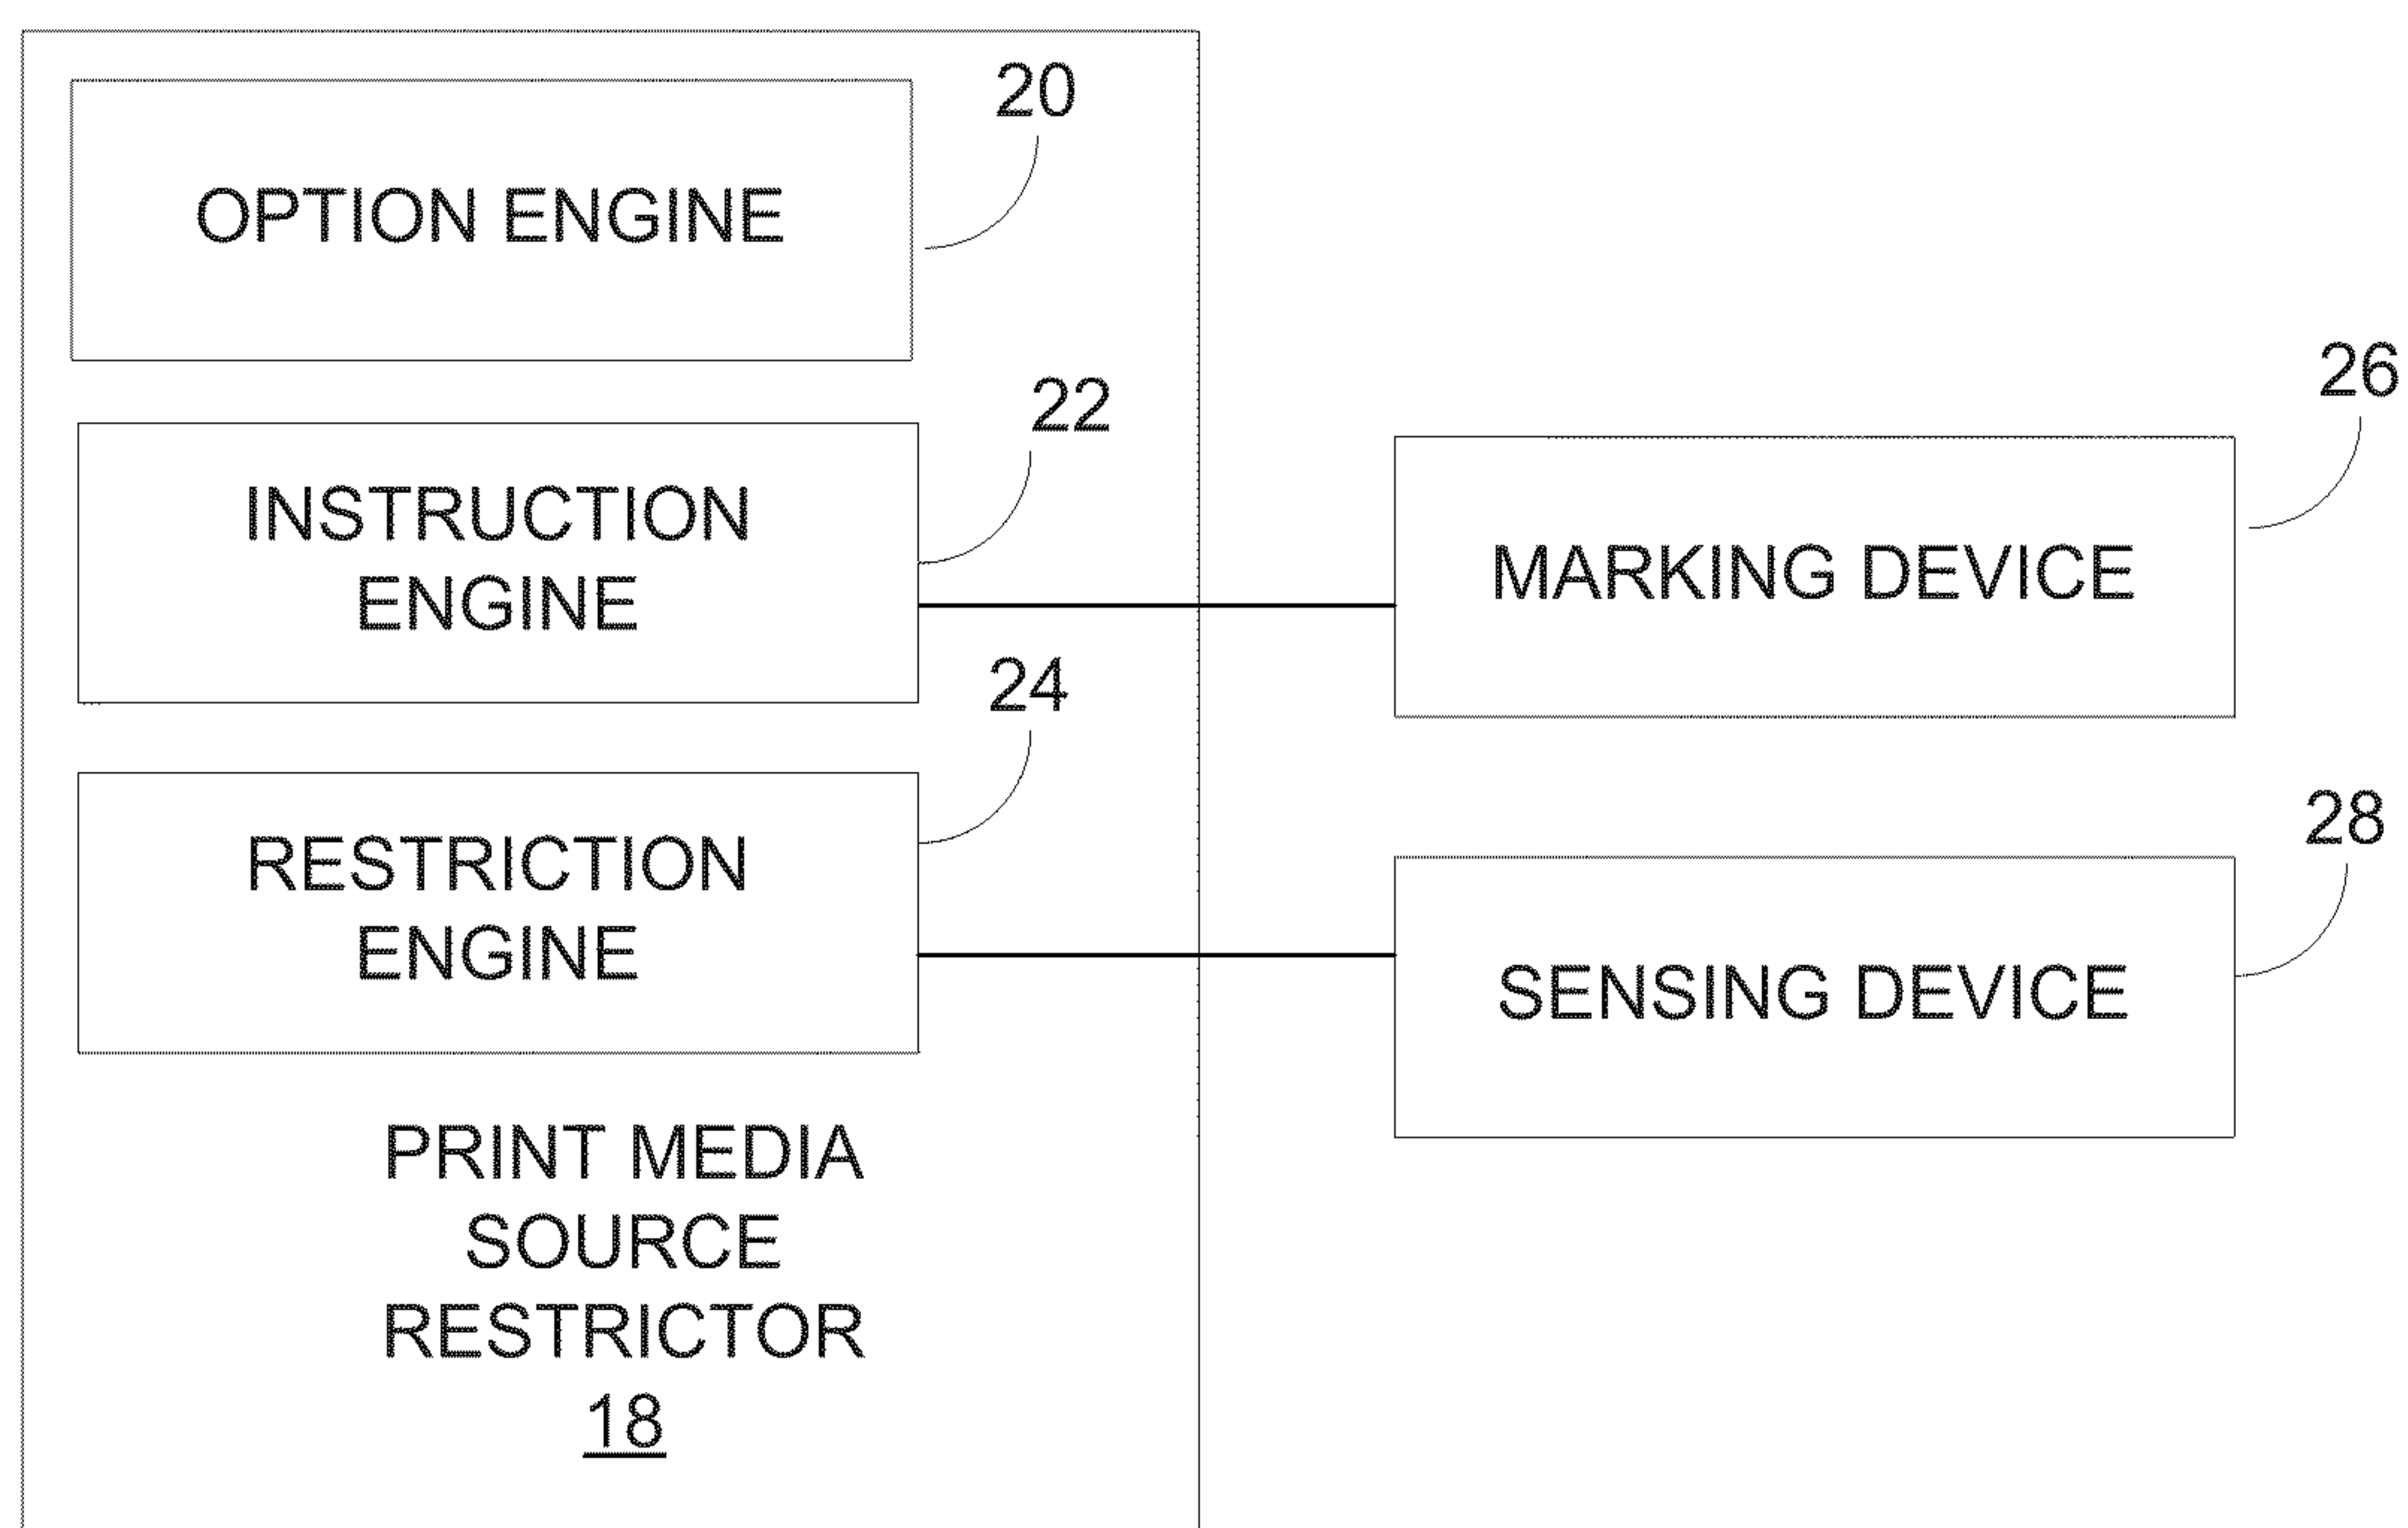 20
OPTION ENGINE
22
INSTRUCTION
ENGINE
24
RESTRICTION
ENGINE
PRINT MEDIA
SOURCE
RESTRICTOR
18
26
MARKING DEVICE
28
SENSING DEVICE